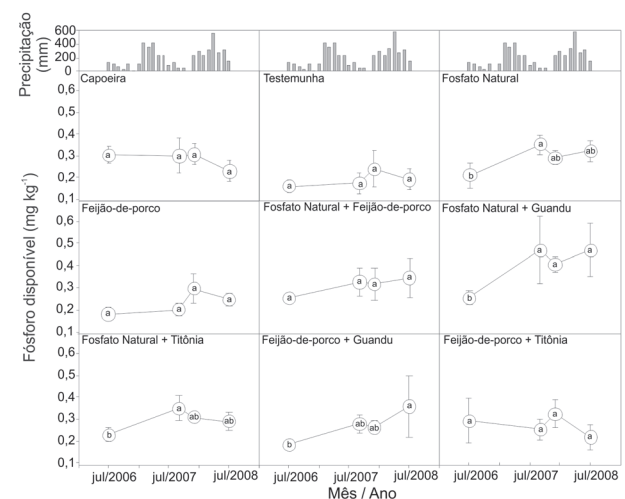 Precipitação
(mm)
600
400
200
0
Capoeira
Testemunha
Fosfato Natural
0,6
0,5
0,4
0,3
0,2
0,1
a
a
a
a
a
a
a
a
b
a
ab
ab
Fósforo disponível (mg kg-1)
Feijão-de-porco
Fosfato Natural + Feijão-de-porco
Fosfato Natural + Guandu
0,6
0,5
0,4
0,3
0,2
0,1
a
a
a
a
a
a
a
a
b
a
a
a
Fosfato Natural + Titônia
Feijão-de-porco + Guandu
Feijão-de-porco + Titônia
0,6
0,5
0,4
0,3
0,2
0,1
b
a
ab
ab
b
ab
ab
a
a
a
a
a
jul/2006
jul/2007
jul/2008
jul/2006
jul/2007
jul/2008
jul/2006
jul/2007
jul/2008
Mês / Ano